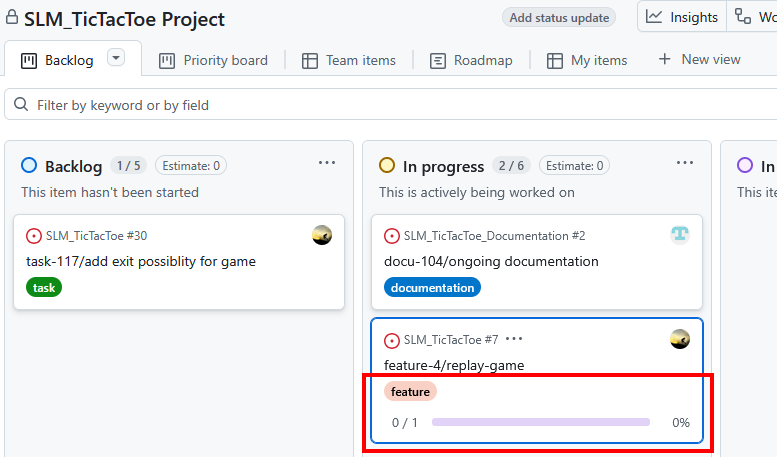 SLM_TicTacToe Project
Add status update
Insights
Wo
Backlog
Priority board
Team items
Roadmap
My items
+ New view
Filter by keyword or by field
Backlog 1 / 5 Estimate: 0 ...
This item hasn't been started
SLM_TicTacToe #30
task-117/add exit possiblity for game
task
In progress 2 / 6 Estimate: 0 ...
This is actively being worked on
SLM_TicTacToe_Documentation #2
docu-104/ongoing documentation
documentation
SLM_TicTacToe #7 ...
feature-4/replay-game
feature
0 / 1 0%
In
This ite